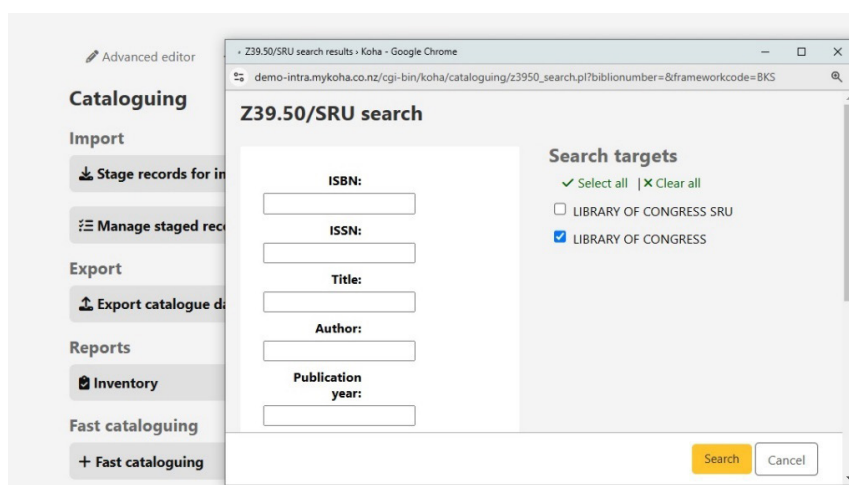 Advanced editor
Cataloguing
Import
Stage records for im
Manage staged reco
Export
Export catalogue da
Reports
Inventory
Fast cataloguing
+ Fast cataloguing
Z39.50/SRU search results › Koha - Google Chrome
demo-intra.mykoha.co.nz/cgi-bin/koha/cataloguing/z3950_search.pl?biblionumber=&frameworkcode=BKS
Z39.50/SRU search
ISBN:
ISSN:
Title:
Author:
Publication
year:
Search targets
Select all | Clear all
LIBRARY OF CONGRESS SRU
LIBRARY OF CONGRESS
Search Cancel